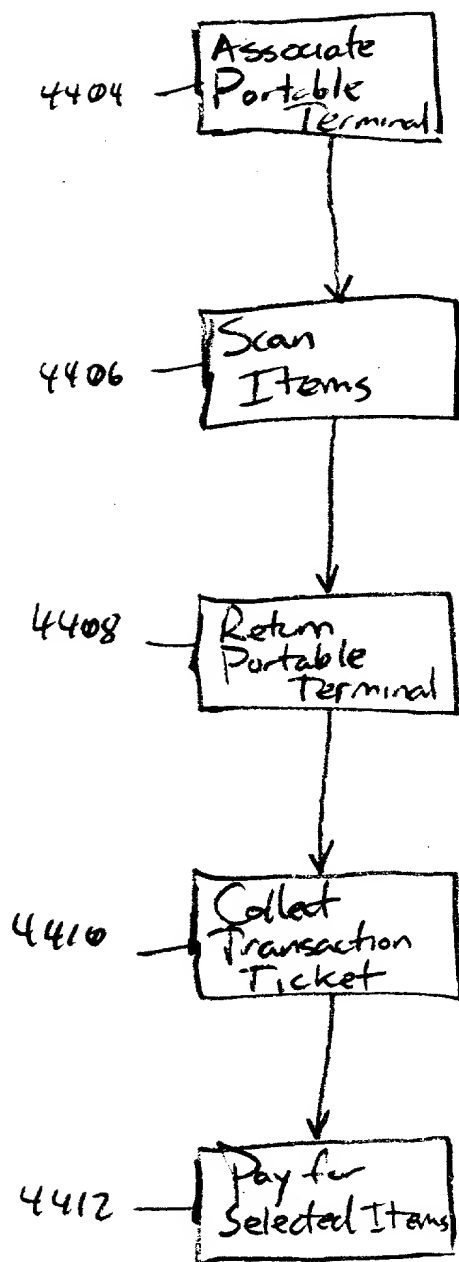 Associate
4404 Portable
Terminal
Scan
4406 Items
4408 Return
Portable
Terminal
Collect
4410 Transaction
Ticket
Pay for
4412 Selected Items